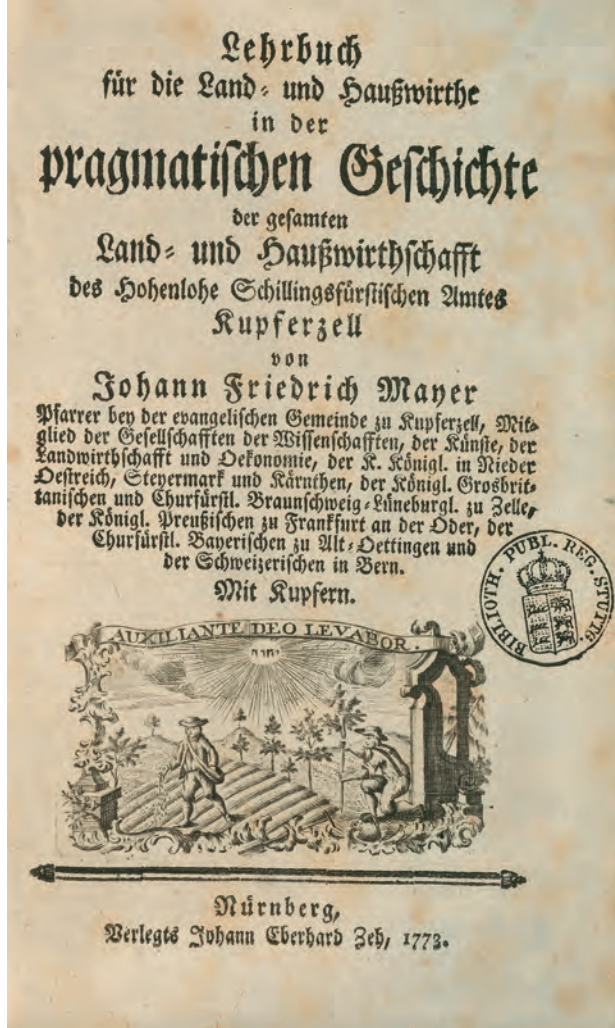 Lehrbuch
für die Land- und Haußwirthe
in der
pragmatischen Geschichte
der gesamten
Land- und Haußwirthschafft
des Hohenlohe Schillingsfürstischen Amtes
Kupferzell
von
Johann Friedrich Mayer
Pfarrer bey der evangelischen Gemeinde zu Kupferzell, Mit-
glied der Gesellschafften der Wissenschafften, der Künste, der
Landwirthschafft und Oekonomie, der K. Königl. in Nieder
Oestreich, Steyermark und Kärnthen, der Königl. Grosbrit-
tanischen und Churfürstl. Braunschweig-Lüneburgl. zu Zelle,
der Königl. Preußischen zu Frankfurt an der Oder, der
Churfürstl. Bayerischen zu Alt-Oettingen und
der Schweizerischen in Bern.
Mit Kupfern.
BIBLIOTH. PUBL. REG. STUTTG.
AUXILIANTE DEO LEVABOR.
יהוה
Nürnberg,
Verlegts Johann Eberhard Zeh, 1773.